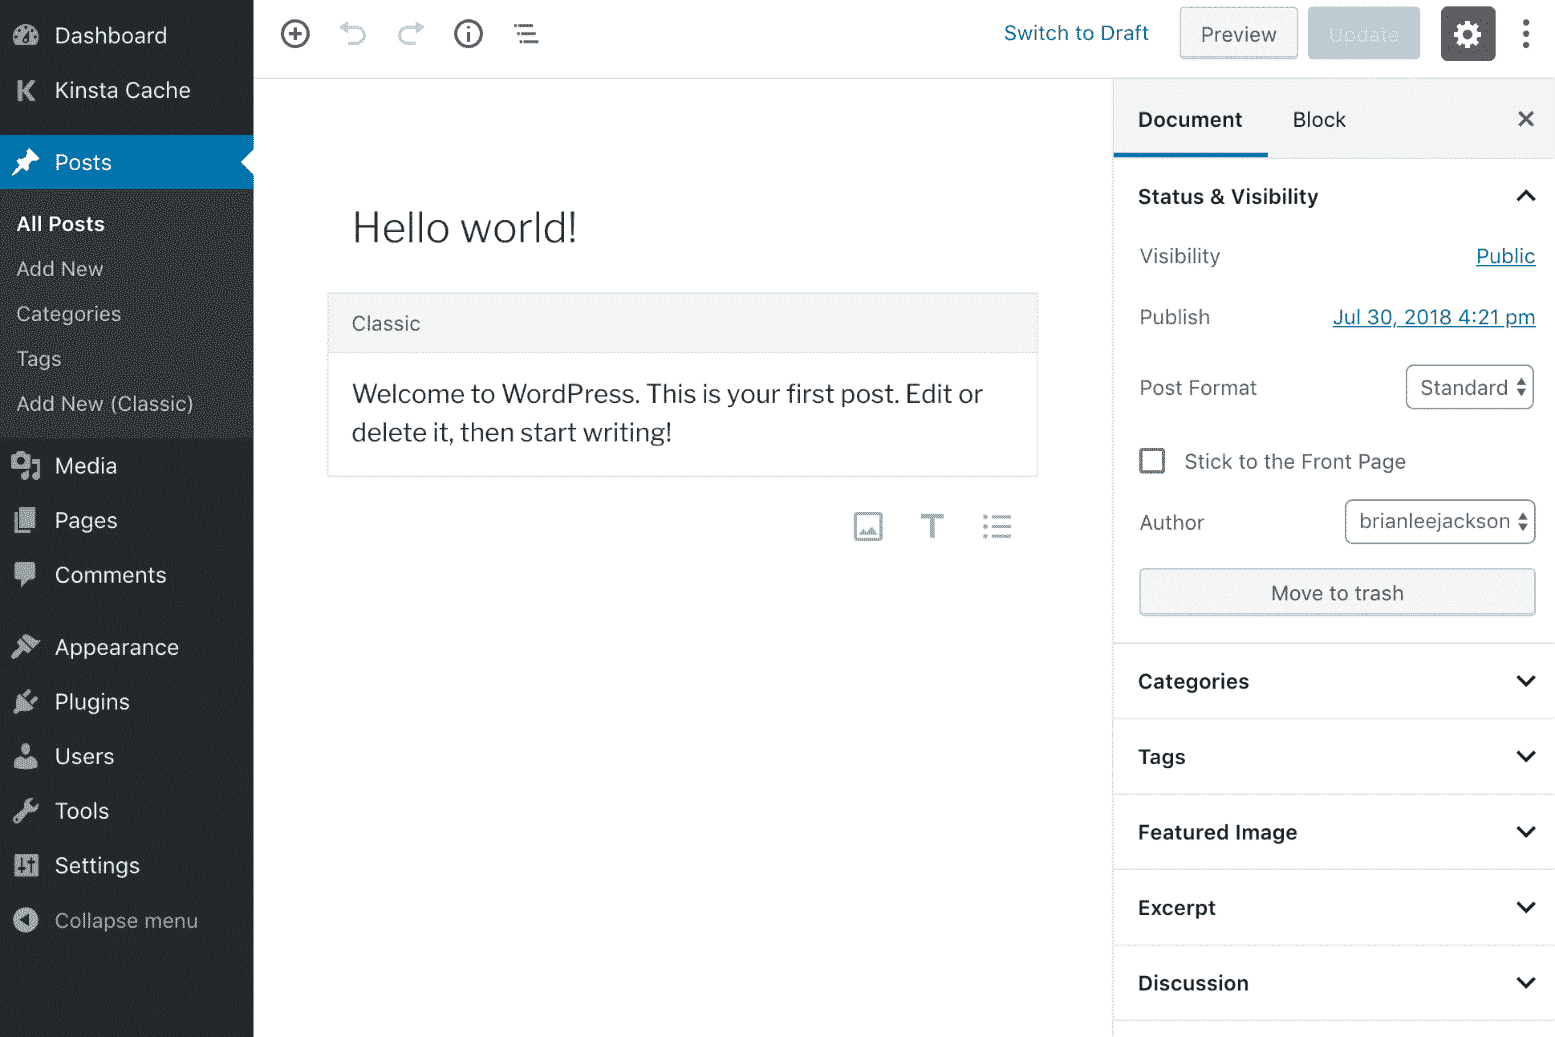 Dashboard
Kinsta Cache
Posts
All Posts
Add New
Categories
Tags
Add New (Classic)
Media
Pages
Comments
Appearance
Plugins
Users
Tools
Settings
Collapse menu
Switch to Draft
Preview
Update
Hello world!
Classic
Welcome to WordPress. This is your first post. Edit or
delete it, then start writing!
Document Block
Status & Visibility
Visibility Public
Publish Jul 30, 2018 4:21 pm
Post Format Standard
Stick to the Front Page
Author brianleejackson
Move to trash
Categories
Tags
Featured Image
Excerpt
Discussion